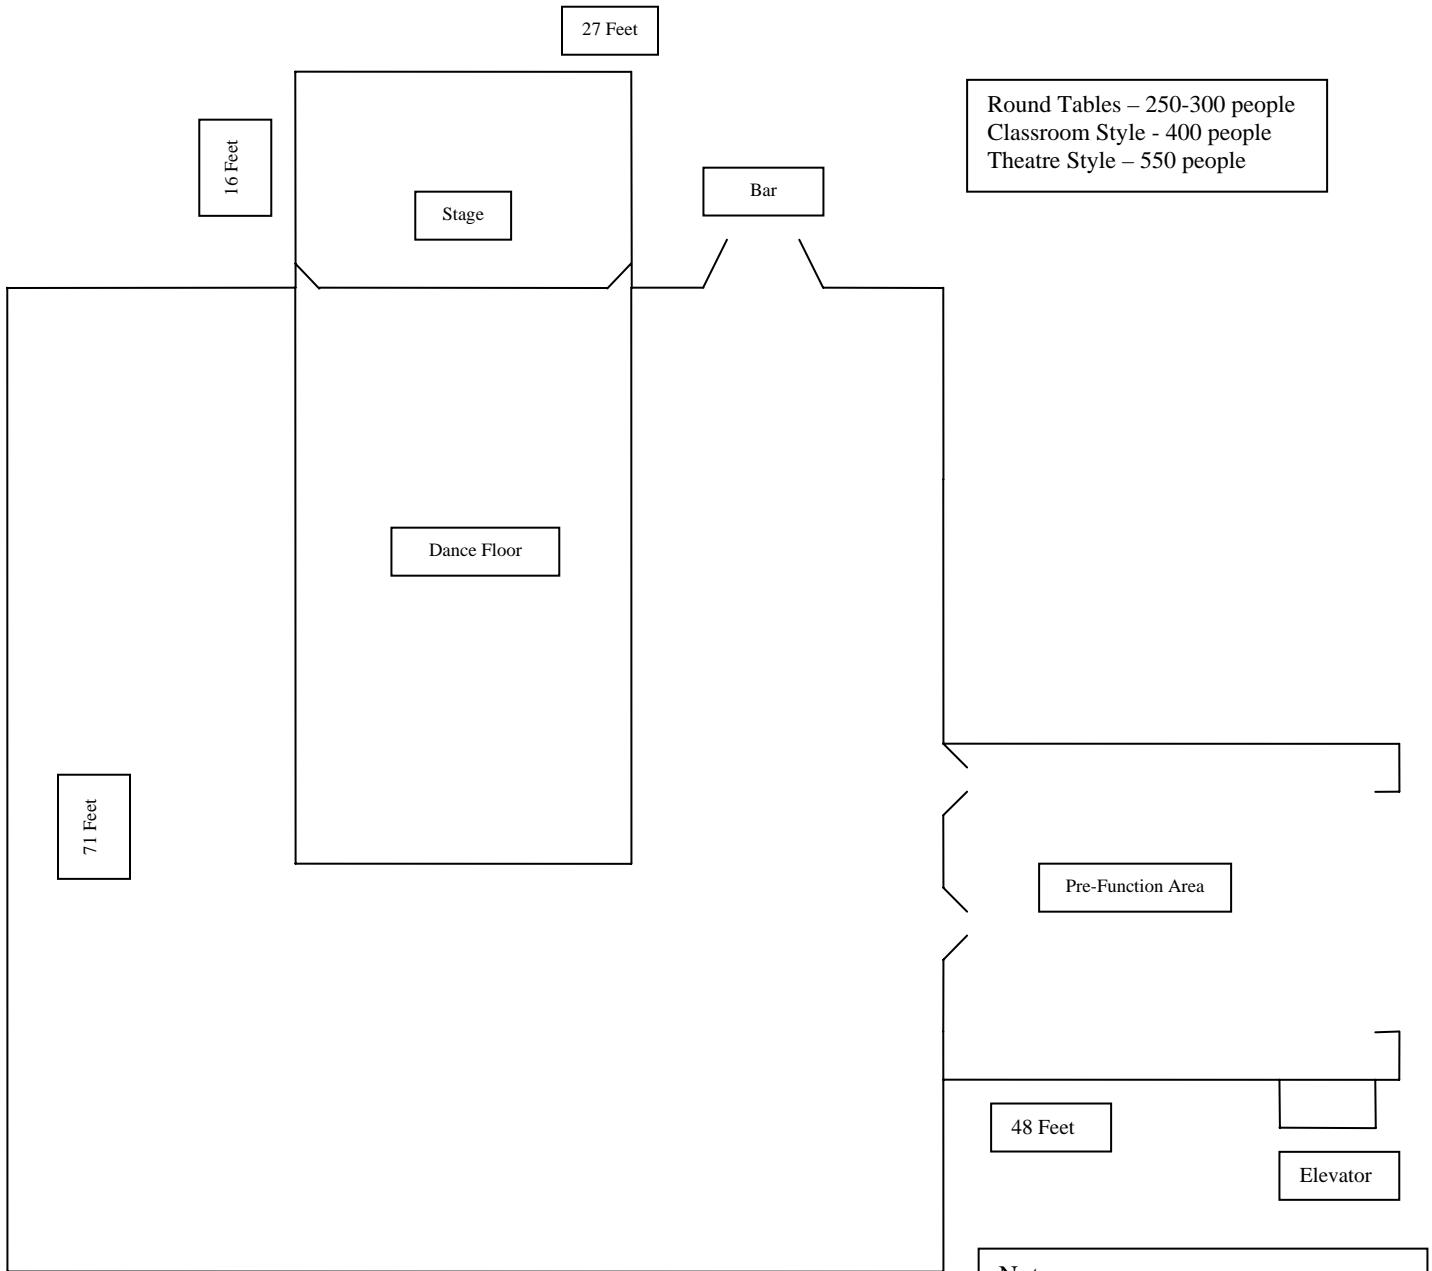 27 Feet
Round Tables – 250-300 people
Classroom Style - 400 people
Theatre Style – 550 people
16 Feet
Bar
Stage
Dance Floor
71 Feet
Pre-Function Area
48 Feet
Elevator